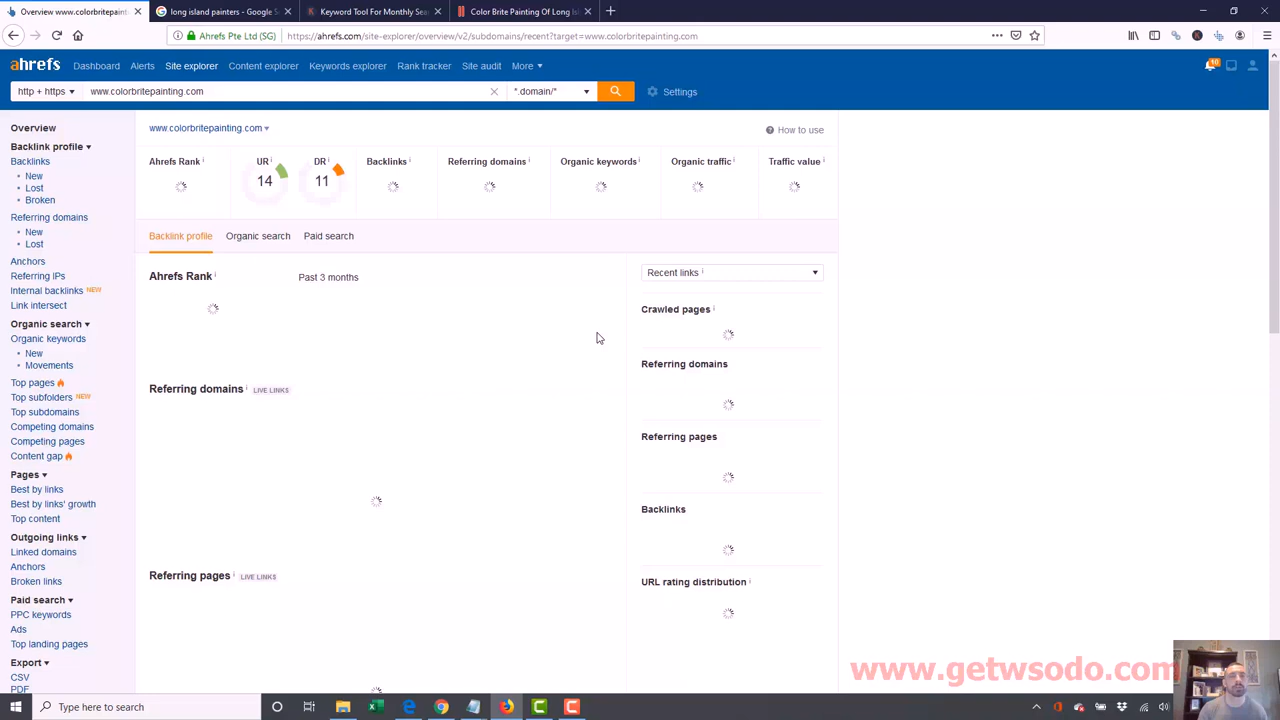 Overview www.colorbritepainti
long island painters - Google S
Keyword Tool For Monthly Sear
Color Brite Painting Of Long Isl
Ahrefs Pte Ltd (SG)
https://ahrefs.com/site-explorer/overview/v2/subdomains/recent?target=www.colorbritepainting.com
ahrefs Dashboard Alerts Site explorer Content explorer Keywords explorer Rank tracker Site audit More
10
http + https www.colorbritepainting.com *.domain/* Settings
Overview
Backlink profile
Backlinks
New
Lost
Broken
Referring domains
New
Lost
Anchors
Referring IPs
Internal backlinks NEW
Link intersect
Organic search
Organic keywords
New
Movements
Top pages
Top subfolders NEW
Top subdomains
Competing domains
Competing pages
Content gap
Pages
Best by links
Best by links' growth
Top content
Outgoing links
Linked domains
Anchors
Broken links
Paid search
PPC keywords
Ads
Top landing pages
Export
CSV
PDF
www.colorbritepainting.com
How to use
Ahrefs Rank UR DR Backlinks Referring domains Organic keywords Organic traffic Traffic value
14 11
Backlink profile Organic search Paid search
Ahrefs Rank Past 3 months
Referring domains LIVE LINKS
Referring pages LIVE LINKS
Recent links
Crawled pages
Referring domains
Referring pages
Backlinks
URL rating distribution
www.getwsodo.com
Type here to search